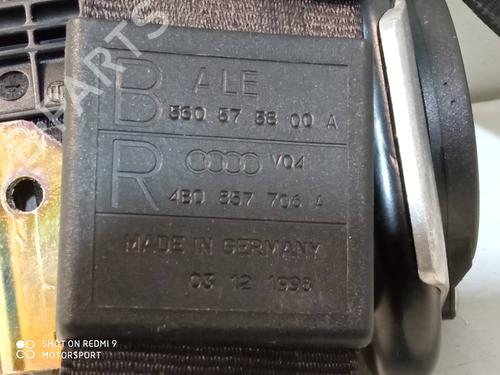 B ALE
560 57 58 00 A
R VQ4
4B0 857 706 A
MADE IN GERMANY
03 12 1998
SHOT ON REDMI 9
MOTORSPORT